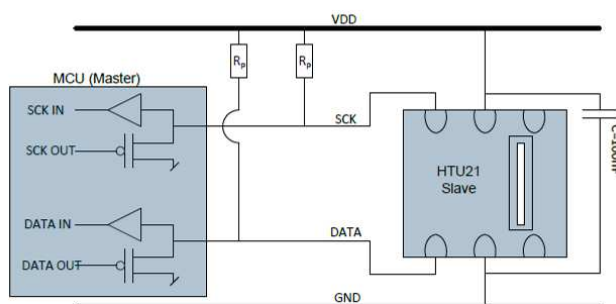 VDD
Rp Rp
MCU (Master)
SCK IN
SCK
SCK OUT
HTU21
Slave
DATA IN
DATA
DATA OUT
GND